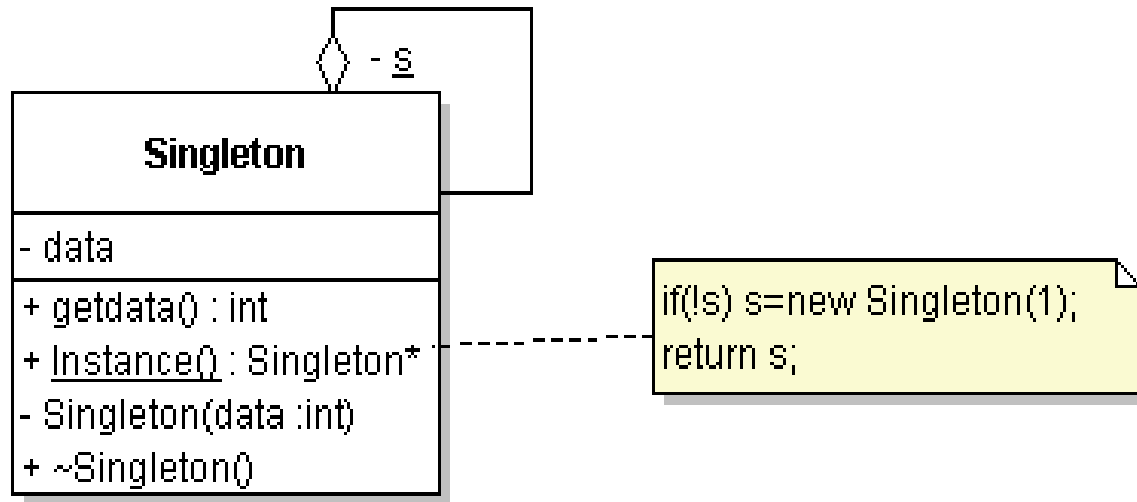 - s
Singleton
- data
+ getdata() : int
+ Instance() : Singleton*
- Singleton(data :int)
+ ~Singleton()
if(!s) s=new Singleton(1);
return s;